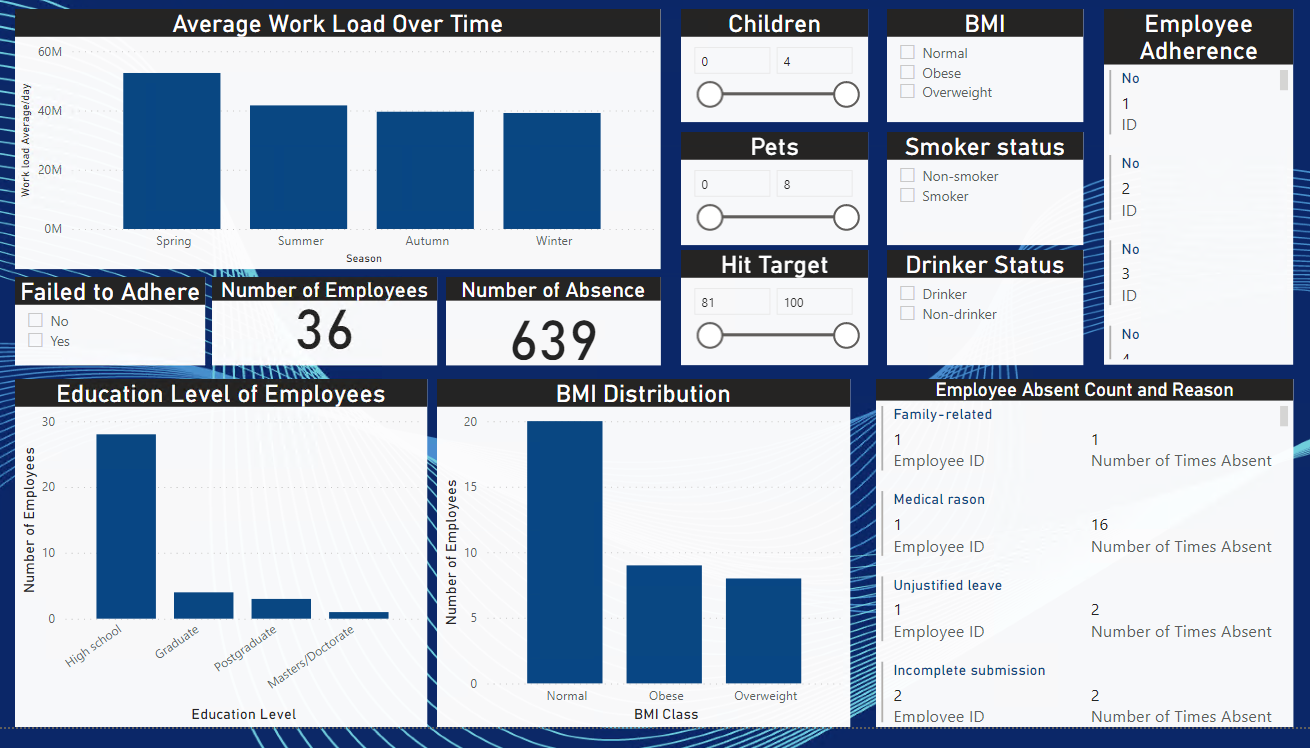 Average Work Load Over Time
60M
40M
20M
0M
Work load Average/day
Spring
Summer
Autumn
Winter
Season
Children
0
4
Pets
0
8
Hit Target
81
100
BMI
Normal
Obese
Overweight
Smoker status
Non-smoker
Smoker
Drinker Status
Drinker
Non-drinker
Employee
Adherence
No
1
ID
No
2
ID
No
3
ID
No
4
Failed to Adhere
No
Yes
Number of Employees
36
Number of Absence
639
Education Level of Employees
30
20
10
0
Number of Employees
High school
Graduate
Postgraduate
Masters/Doctorate
Education Level
BMI Distribution
20
15
10
5
0
Number of Employees
Normal
Obese
Overweight
BMI Class
Employee Absent Count and Reason
Family-related
1
1
Employee ID
Number of Times Absent
Medical rason
1
16
Employee ID
Number of Times Absent
Unjustified leave
1
2
Employee ID
Number of Times Absent
Incomplete submission
2
2
Employee ID
Number of Times Absent